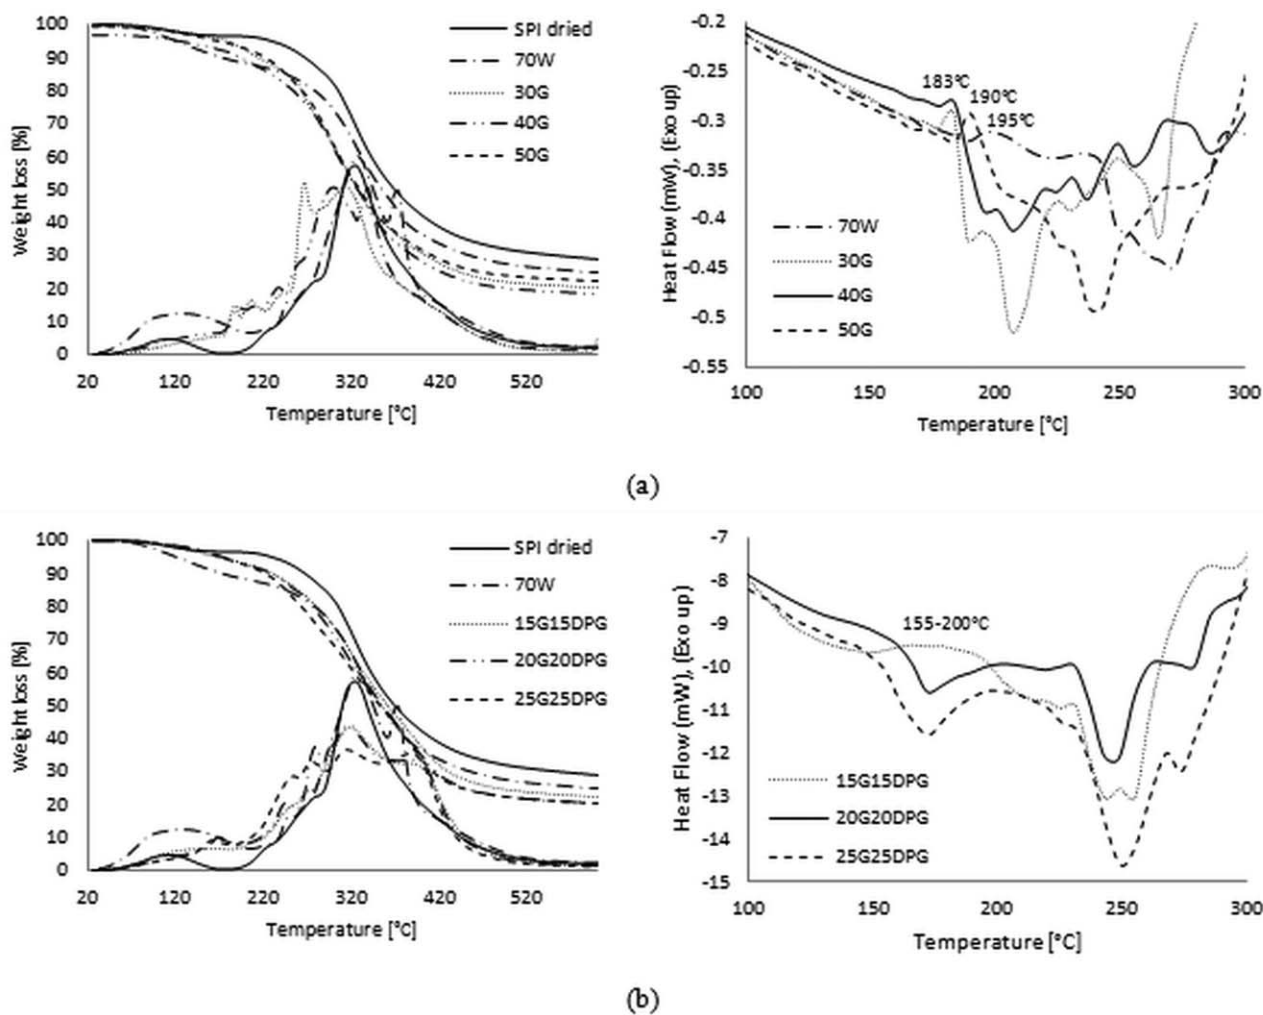 100
90
80
70
60
50
40
30
20
10
0
Weight loss [%]
20 120 220 320 420 520
Temperature [°C]
SPI dried
70W
30G
40G
50G
-0.2
-0.25
-0.3
-0.35
-0.4
-0.45
-0.5
-0.55
Heat Flow (mW), (Exo up)
183°C
190°C
195°C
70W
30G
40G
50G
100 150 200 250 300
Temperature [°C]
(a)
100
90
80
70
60
50
40
30
20
10
0
Weight loss [%]
20 120 220 320 420 520
Temperature [°C]
SPI dried
70W
15G15DPG
20G20DPG
25G25DPG
-7
-8
-9
-10
-11
-12
-13
-14
-15
Heat Flow (mW), (Exo up)
155-200°C
15G15DPG
20G20DPG
25G25DPG
100 150 200 250 300
Temperature [°C]
(b)